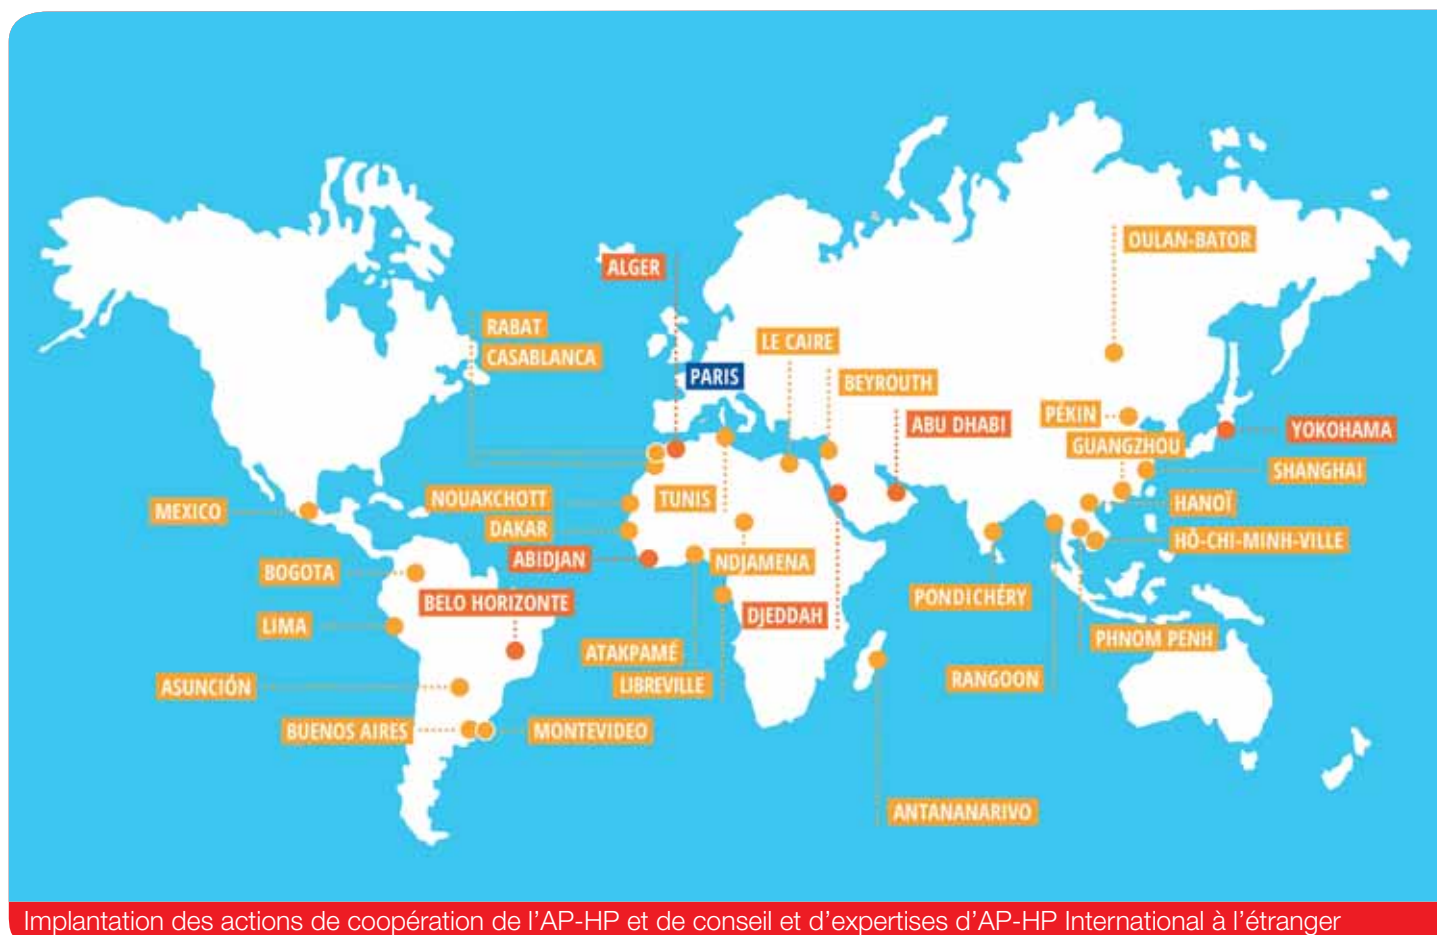 OULAN-BATOR
ALGER
RABAT
CASABLANCA
LE CAIRE
PARIS
BEYROUTH
ABU DHABI
PÉKIN
YOKOHAMA
GUANGZHOU
SHANGHAI
NOUAKCHOTT
TUNIS
HANOÏ
MEXICO
DAKAR
HÔ-CHI-MINH-VILLE
ABIDJAN
NDJAMENA
BOGOTA
BELO HORIZONTE
PONDICHÉRY
DJEDDAH
LIMA
PHNOM PENH
ATAKPAMÉ
RANGOON
LIBREVILLE
ASUNCIÓN
BUENOS AIRES
MONTEVIDEO
ANTANANARIVO
Implantation des actions de coopération de l'AP-HP et de conseil et d'expertises d'AP-HP International à l'étranger